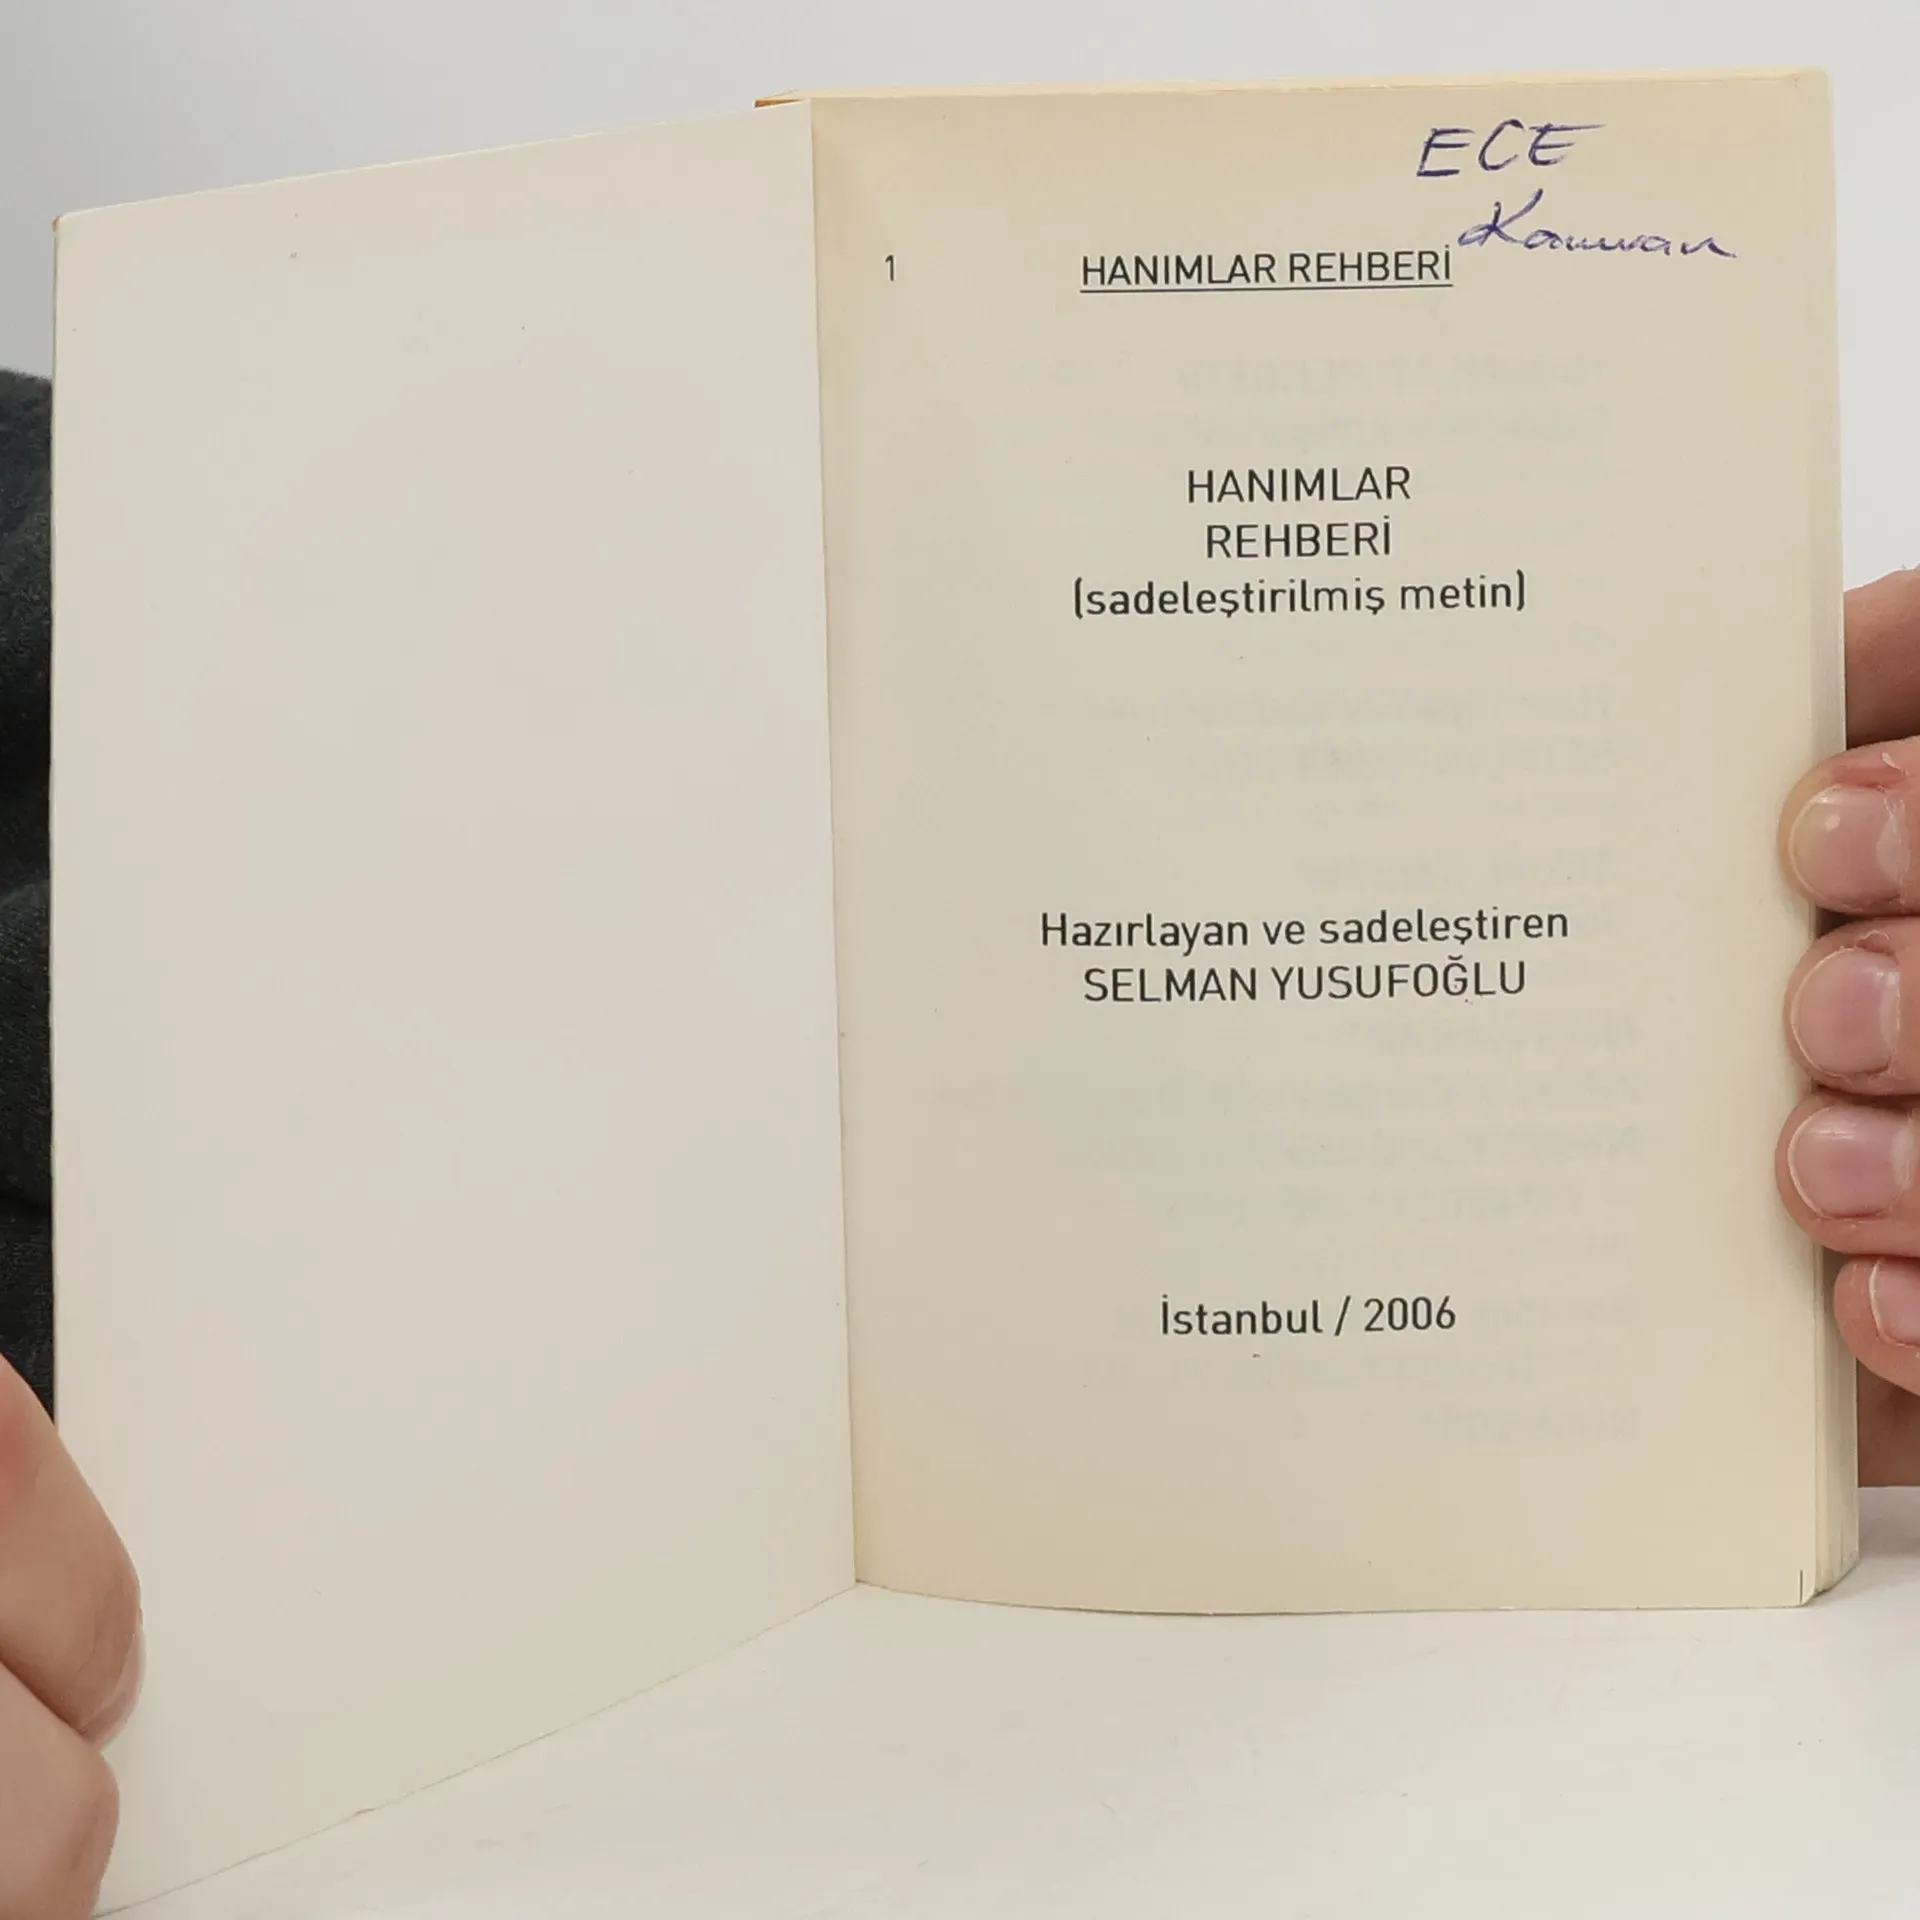 ECE
1 HANIMLAR REHBERİ
HANIMLAR
REHBERİ
(sadeleştirilmiş metin)
Hazırlayan ve sadeleştiren
SELMAN YUSUFOĞLU
İstanbul / 2006